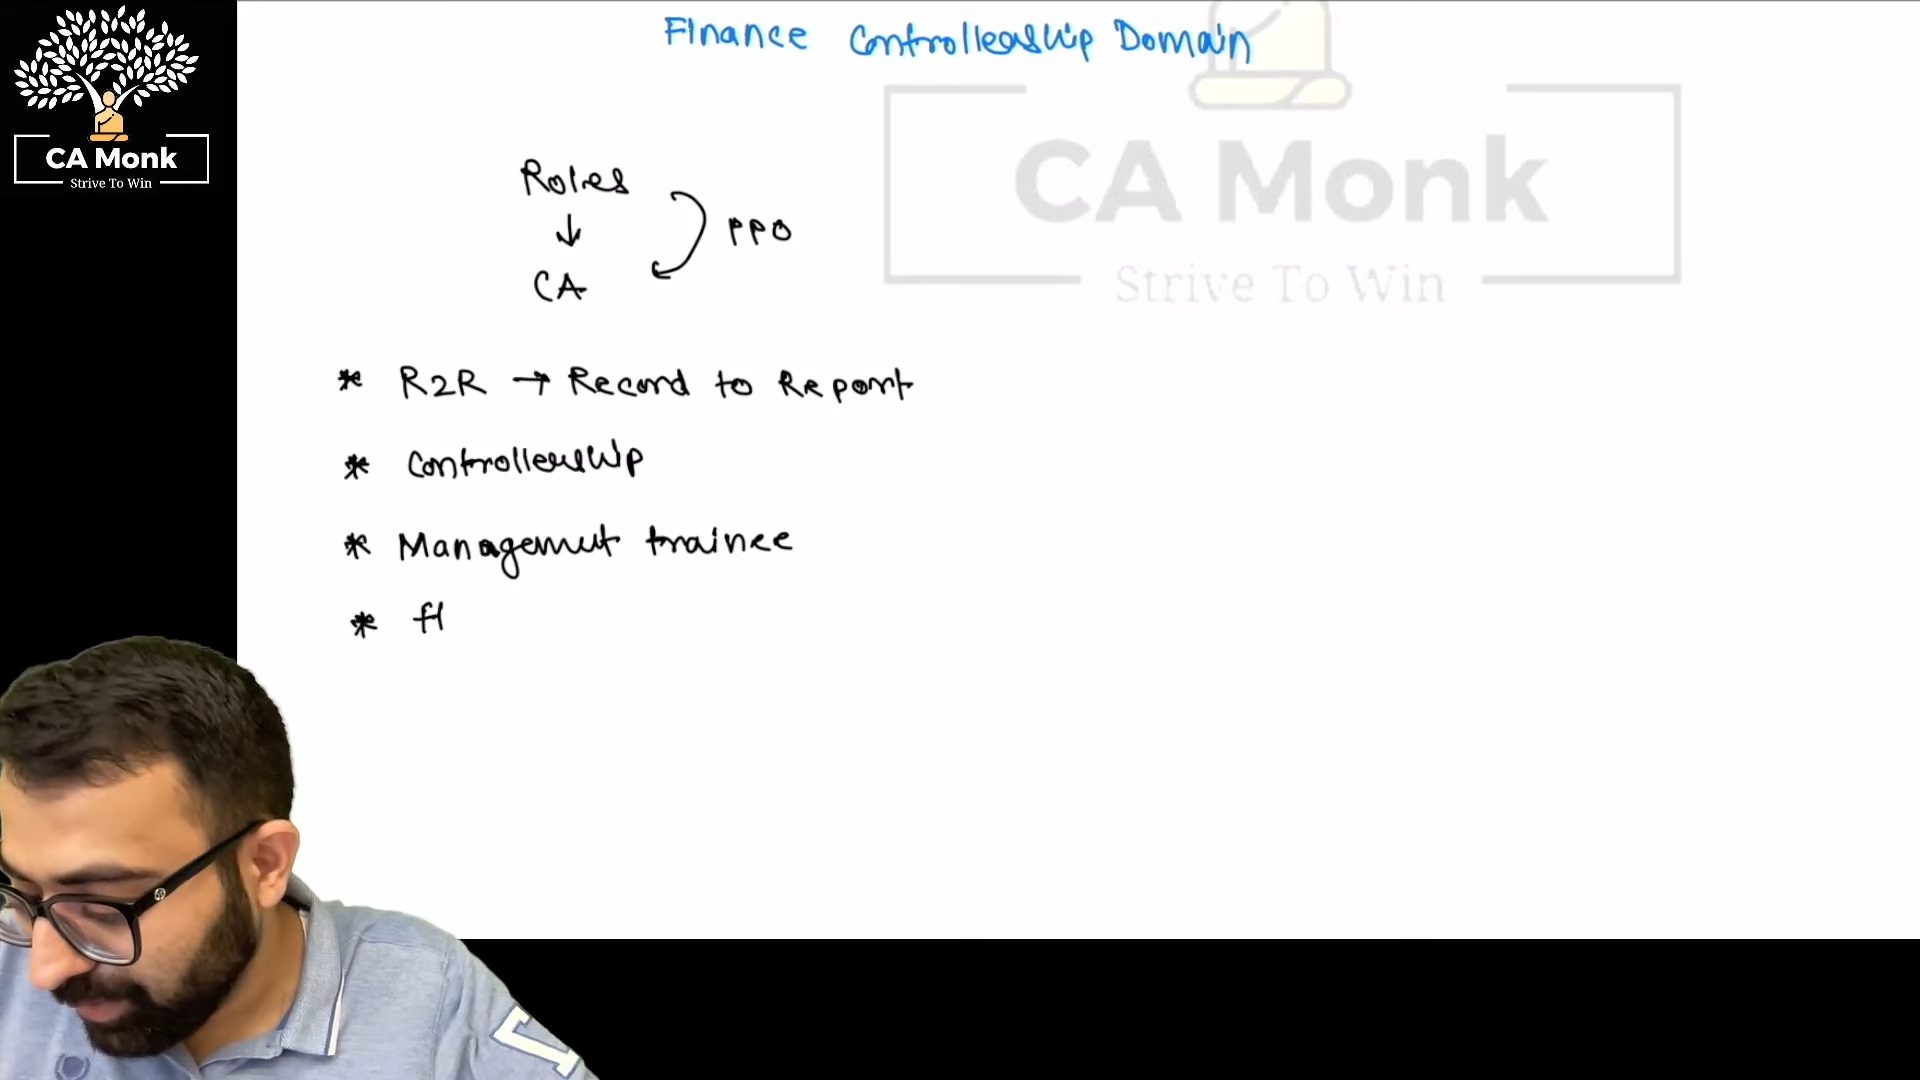 Finance Controllership Domain
CA Monk
Strive To Win
CA Monk
Strive To Win
Roles
↓
PPO
CA
* R2R → Record to Report
* Controllership
* Management trainee
* fi